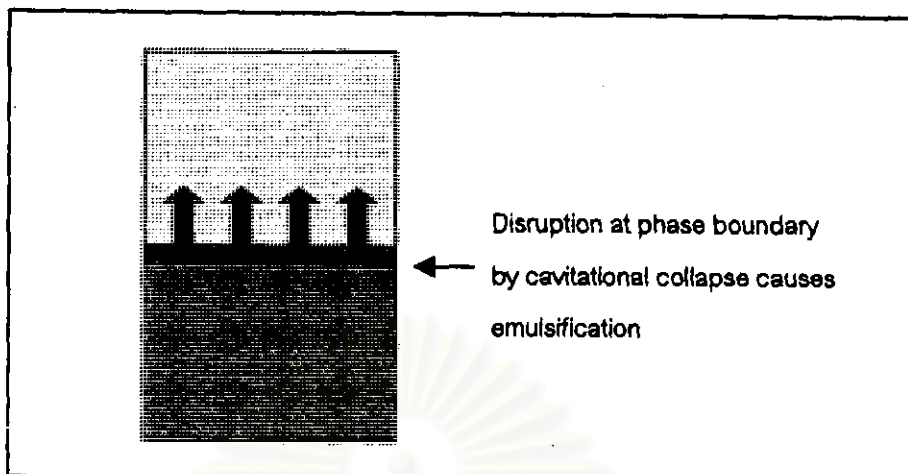 Disruption at phase boundary
by cavitational collapse causes
emulsification